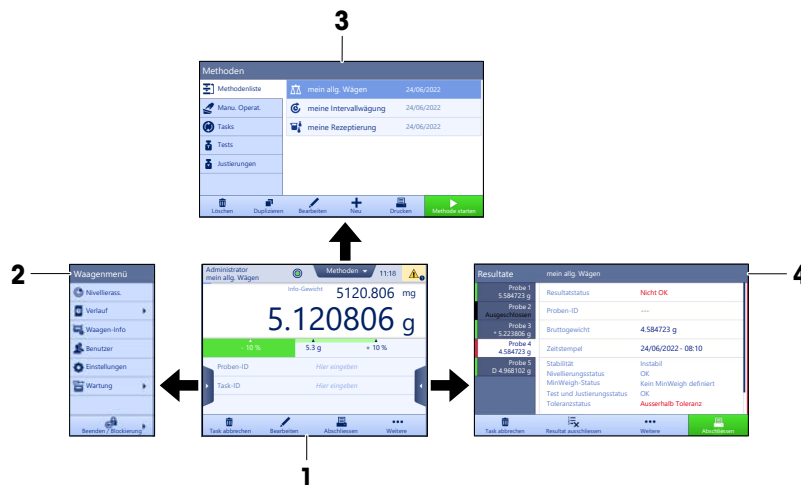 3
Methoden
Methodenliste
Manu. Operat.
Tasks
Tests
Justierungen
mein allg. Wägen 24/06/2022
meine Intervallwägung 24/06/2022
meine Rezeptierung 24/06/2022
Löschen Duplizieren Bearbeiten Neu Drucken Methode starten
2
Waagenmenü
Nivellierass.
Verlauf
Waagen-Info
Benutzer
Einstellungen
Wartung
Beenden / Blockierung
Administrator
mein allg. Wägen
Methoden
11:18
Info-Gewicht 5120.806 mg
5.120806 g
- 10 % 5.3 g + 10 %
Proben-ID Hier eingeben
Task-ID Hier eingeben
Task abbrechen Bearbeiten Abschliessen Weitere
1
4
Resultate mein allg. Wägen
Probe 1
5.584723 g
Probe 2
Ausgeschlossen
Probe 3
* 5.223806 g
Probe 4
4.584723 g
Probe 5
D 4.968102 g
Resultatstatus Nicht OK
Proben-ID ---
Bruttogewicht 4.584723 g
Zeitstempel 24/06/2022 - 08:10
Stabilität Instabil
Nivellierungsstatus OK
MinWeigh-Status Kein MinWeigh definiert
Test und Justierungsstatus OK
Toleranzstatus Ausserhalb Toleranz
Task abbrechen Resultat ausschliessen Weitere Abschliessen